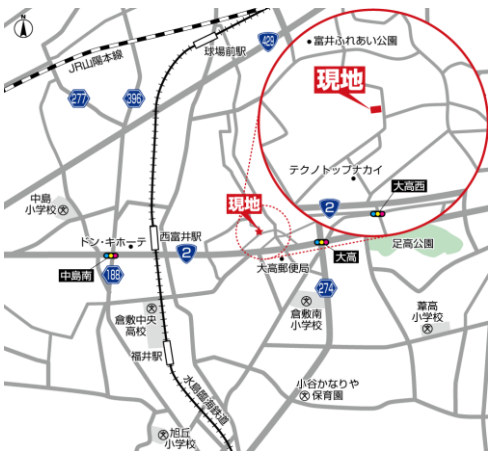 N
JR山陽本線
球場前駅
429
富井ふれあい公園
現地
277
396
テクノトップナカイ
大高西
2
中島
小学校
現地
ドン・キホーテ
西富井駅
中島南
188
2
大高郵便局
大高
足高公園
274
倉敷中央
高校
倉敷南
小学校
葦高
小学校
福井駅
水島臨海鉄道
小谷かなりや
保育園
旭丘
小学校